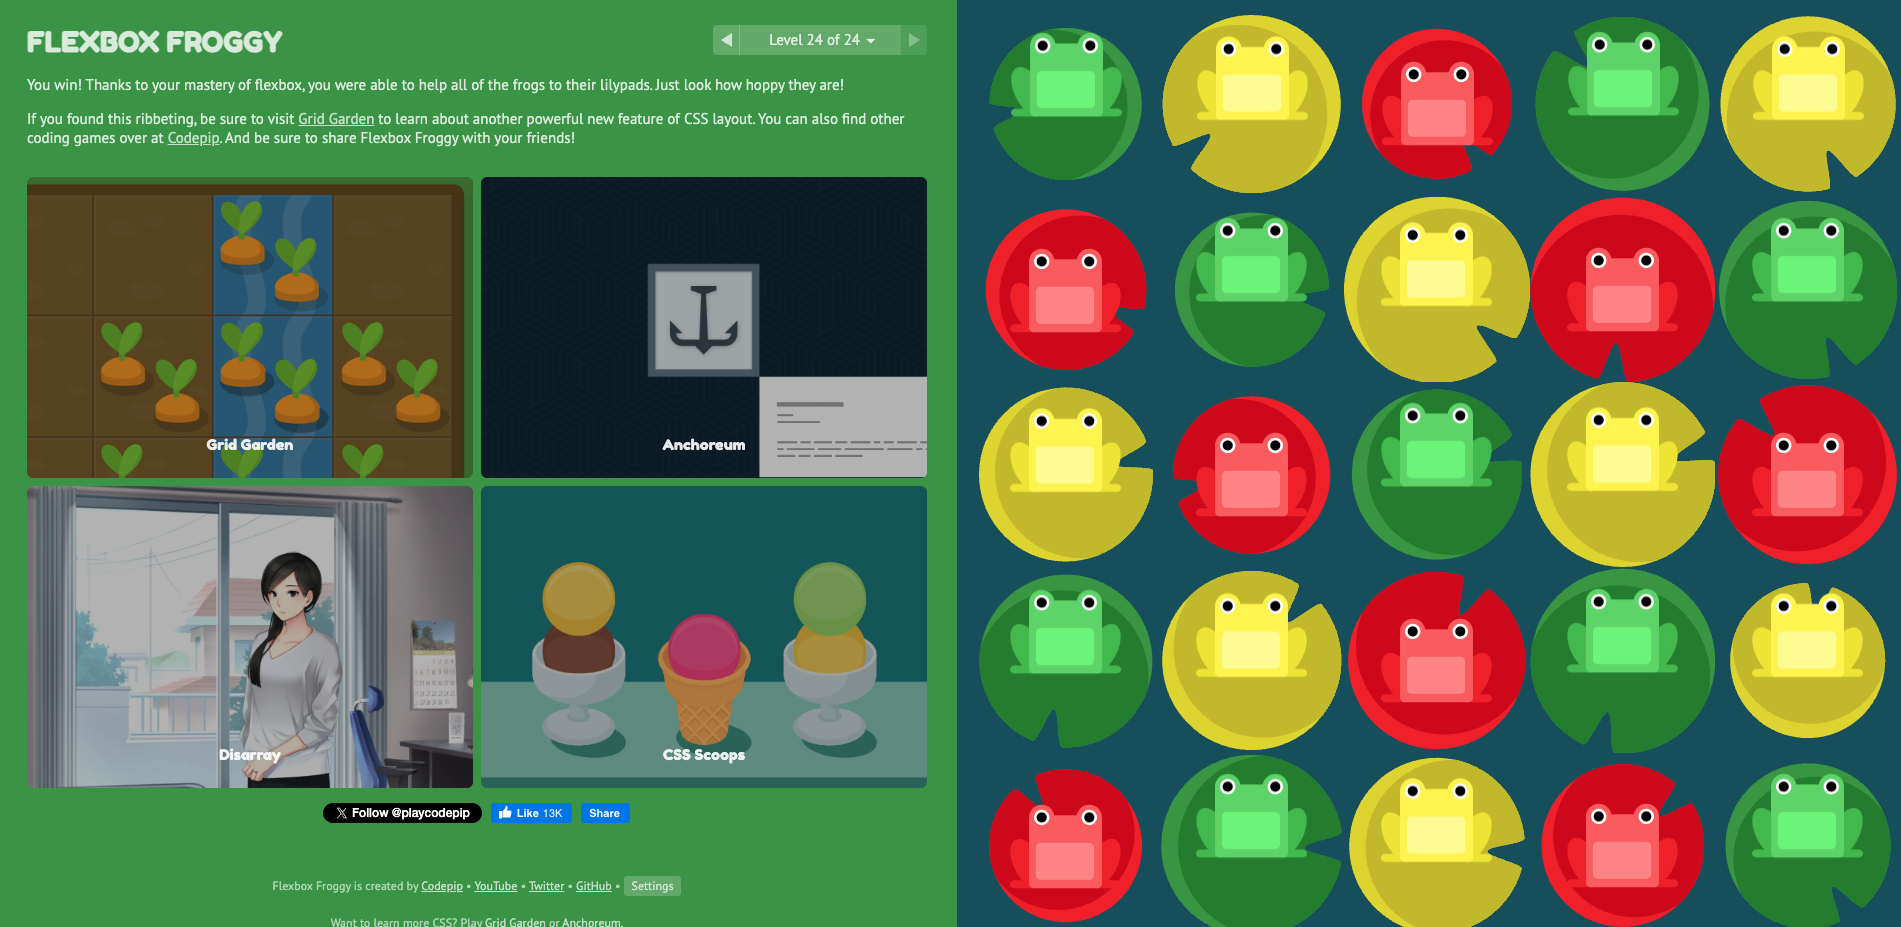 FLEXBOX FROGGY
Level 24 of 24
You win! Thanks to your mastery of flexbox, you were able to help all of the frogs to their lilypads. Just look how hoppy they are!
If you found this ribbeting, be sure to visit Grid Garden to learn about another powerful new feature of CSS layout. You can also find other
coding games over at Codepip. And be sure to share Flexbox Froggy with your friends!
Grid Garden
Anchoreum
Disarray
CSS Scoops
Follow @playcodepip
Like 13K
Share
Flexbox Froggy is created by Codepip • YouTube • Twitter • GitHub • Settings
Want to learn more CSS? Play Grid Garden or Anchoreum.